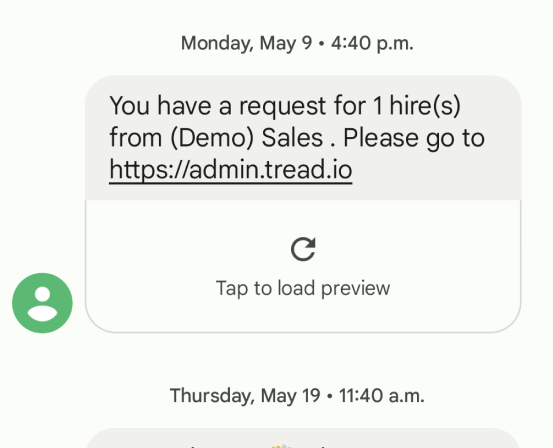 Monday, May 9 • 4:40 p.m.
You have a request for 1 hire(s)
from (Demo) Sales . Please go to
https://admin.tread.io
Tap to load preview
Thursday, May 19 • 11:40 a.m.